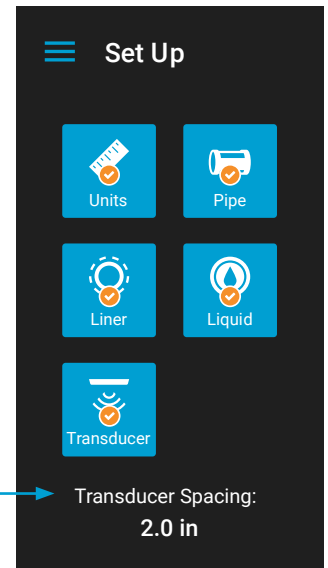 Set Up
Units
Pipe
Liner
Liquid
Transducer
Transducer Spacing:
2.0 in